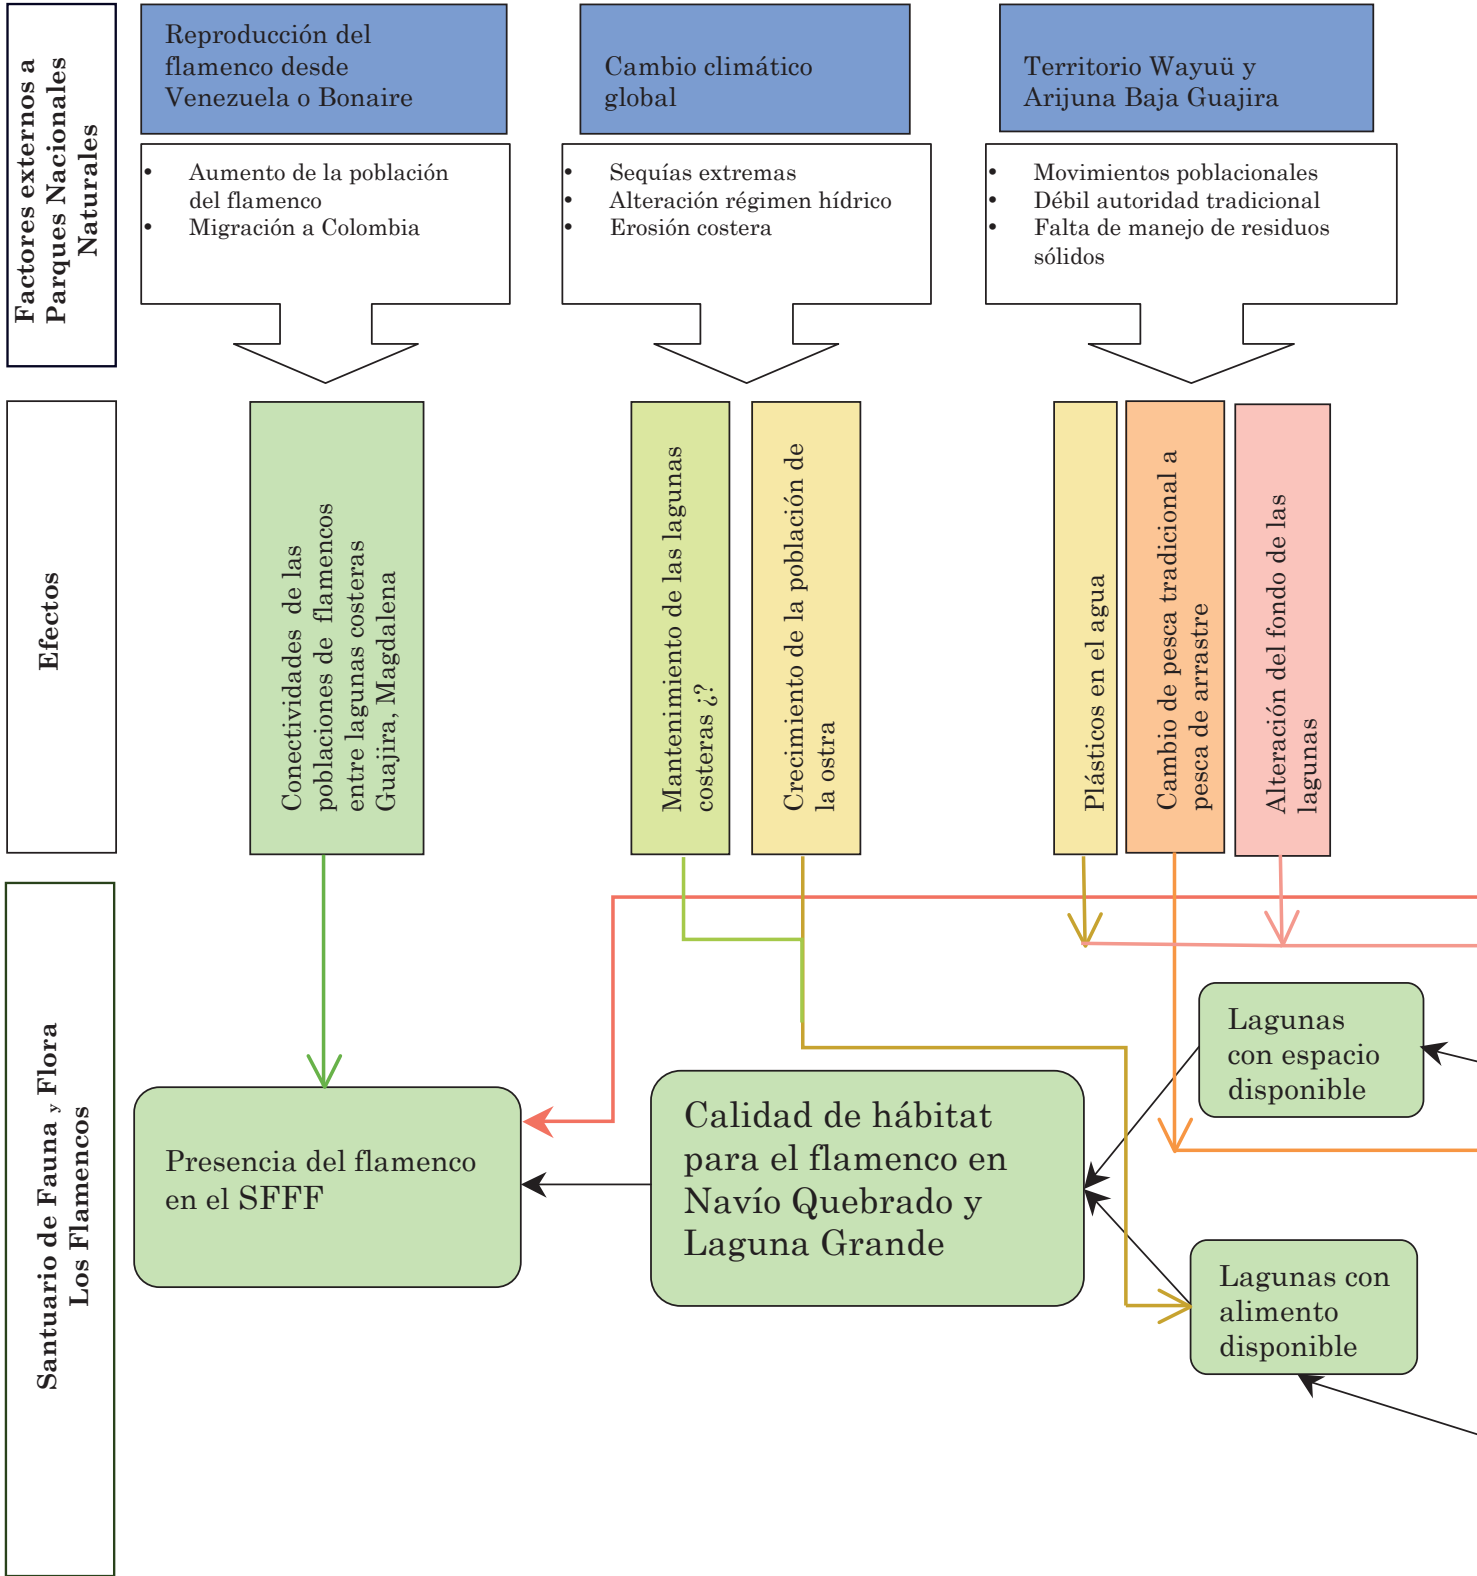 Factores externos a
Parques Nacionales
Naturales
Reproducción del
flamenco desde
Venezuela o Bonaire
Cambio climático
global
Territorio Wayuü y
Arijuna Baja Guajira
• Aumento de la población
del flamenco
• Migración a Colombia
• Sequías extremas
• Alteración régimen hídrico
• Erosión costera
• Movimientos poblacionales
• Débil autoridad tradicional
• Falta de manejo de residuos
sólidos
Efectos
Conectividades de las
poblaciones de flamencos
entre lagunas costeras
Guajira, Magdalena
Mantenimiento de las lagunas
costeras ¿?
Crecimiento de la población de
la ostra
Plásticos en el agua
Cambio de pesca tradicional a
pesca de arrastre
Alteración del fondo de las
lagunas
Santuario de Fauna y Flora
Los Flamencos
Presencia del flamenco
en el SFFF
Calidad de hábitat
para el flamenco en
Navío Quebrado y
Laguna Grande
Lagunas
con espacio
disponible
Lagunas con
alimento
disponible